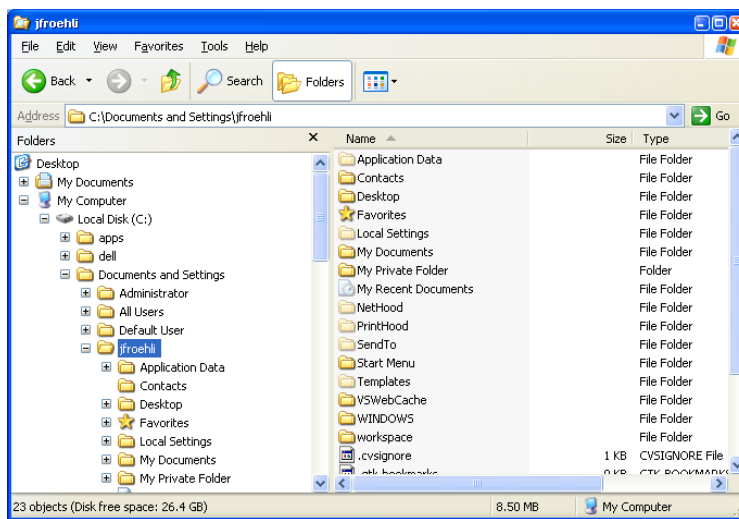 jfroehli
File Edit View Favorites Tools Help
Back Search Folders
Address C:\Documents and Settings\jfroehli Go
Folders X
Desktop
My Documents
My Computer
Local Disk (C:)
apps
dell
Documents and Settings
Administrator
All Users
Default User
jfroehli
Application Data
Contacts
Desktop
Favorites
Local Settings
My Documents
My Private Folder
Name Size Type
Application Data File Folder
Contacts File Folder
Desktop File Folder
Favorites File Folder
Local Settings File Folder
My Documents File Folder
My Private Folder Folder
My Recent Documents File Folder
NetHood File Folder
PrintHood File Folder
SendTo File Folder
Start Menu File Folder
Templates File Folder
VSWebCache File Folder
WINDOWS File Folder
workspace File Folder
.cvsignore 1 KB CVSIGNORE File
23 objects (Disk free space: 26.4 GB) 8.50 MB My Computer